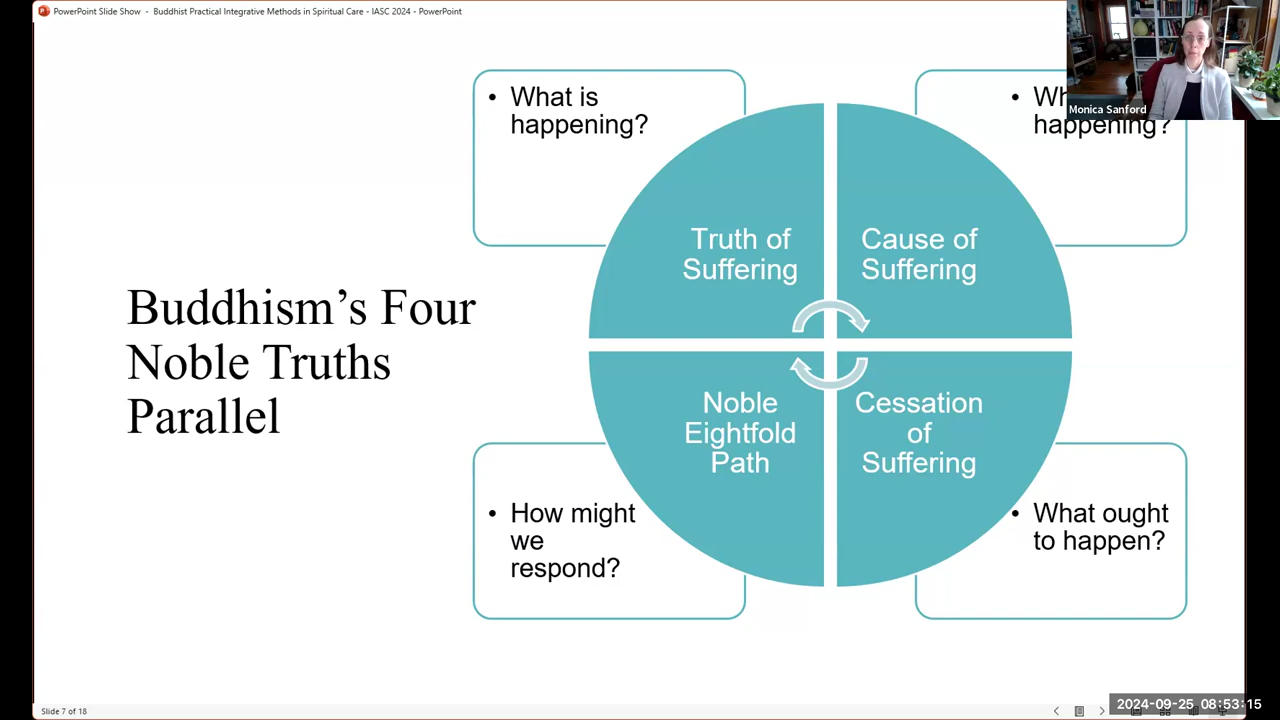 PowerPoint Slide Show - Buddhist Practical Integrative Methods in Spiritual Care - IASC 2024 - PowerPoint
Monica Sanford
• What is
happening?
• Wh
happening?
Truth of
Suffering
Cause of
Suffering
Buddhism’s Four
Noble Truths
Parallel
Noble
Eightfold
Path
Cessation
of
Suffering
• How might
we
respond?
• What ought
to happen?
Slide 7 of 18
2024-09-25 08:53:15